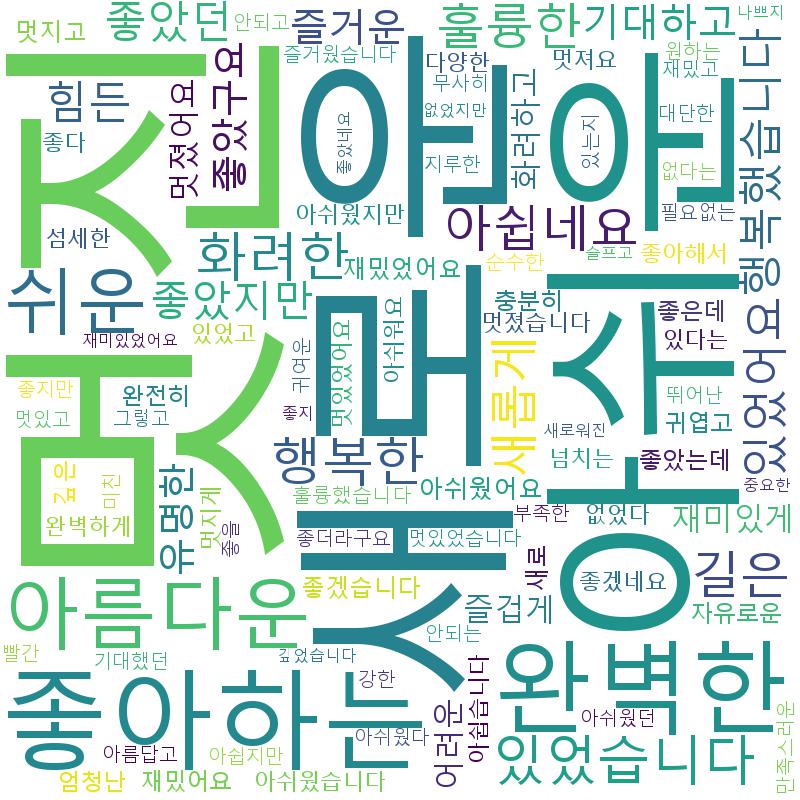 멋지고
좋았던
안되고
즐거운
훌륭한
기대하고
나쁘지
즐거웠습니다
다양한
멋져요
원하는
재밌고
힘든
멋졌어요
좋았구요
무사히
없었지만
화려하고
대단한
좋다
좋았네요
있는지
지루한
없다는
행복했습니다
멋진
새로운
아쉬운
섬세한
아쉬웠지만
아쉽네요
필요없는
화려한
재밌었어요
순수한
슬프고
좋아해서
쉬운
좋았지만
충분히
좋은데
재미있었어요
있었고
멋졌습니다
있다는
귀여운
멋있었어요
아쉬워요
새롭게
있었어요
좋지만
완전히
뛰어난
멋있고
그렇고
좋지
귀엽고
행복한
새로워진
넘치는
좋았는데
깊은
미친
유명한
멋지게
훌륭했습니다
아쉬웠어요
중요한
완벽하게
좋을
부족한
없었다
재미있게
좋더라구요
멋있었습니다
새로
좋겠네요
길은
아름다운
좋겠습니다
즐겁게
자유로운
빨간
기대했던
깊었습니다
안되는
좋아하는
강한
아쉽습니다
완벽한
어려운
아쉬웠던
만족스러운
아름답고
아쉽지만
아쉬웠다
있었습니다
엄청난
재밌어요
아쉬웠습니다